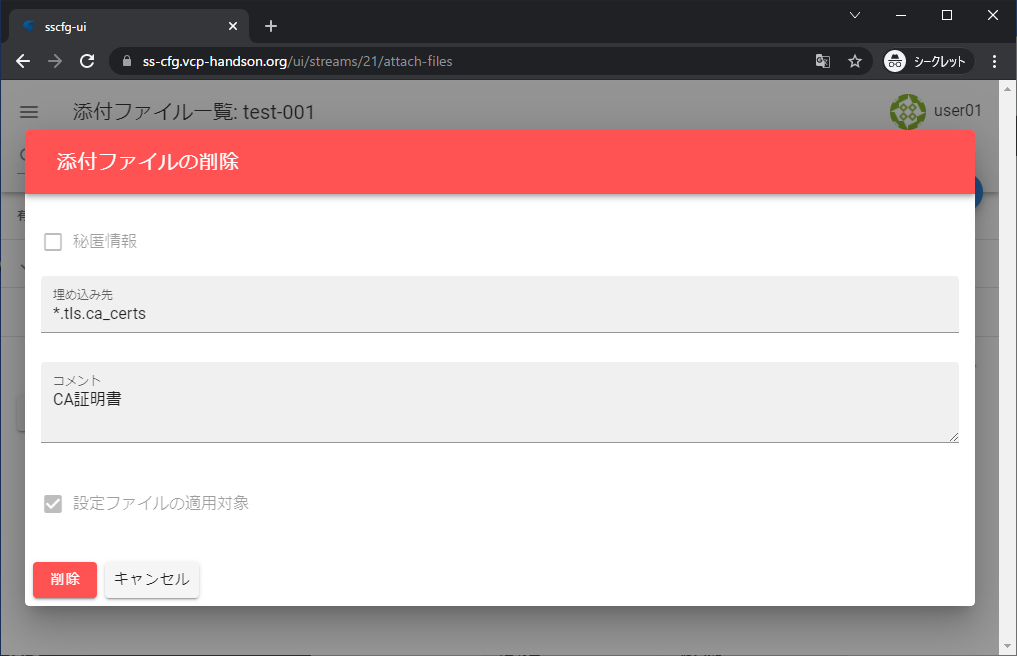 sscfg-ui
ss-cfg.vcp-handson.org/ui/streams/21/attach-files
シークレット
添付ファイル一覧: test-001
user01
添付ファイルの削除
秘匿情報
埋め込み先
*.tls.ca_certs
コメント
CA証明書
設定ファイルの適用対象
削除
キャンセル